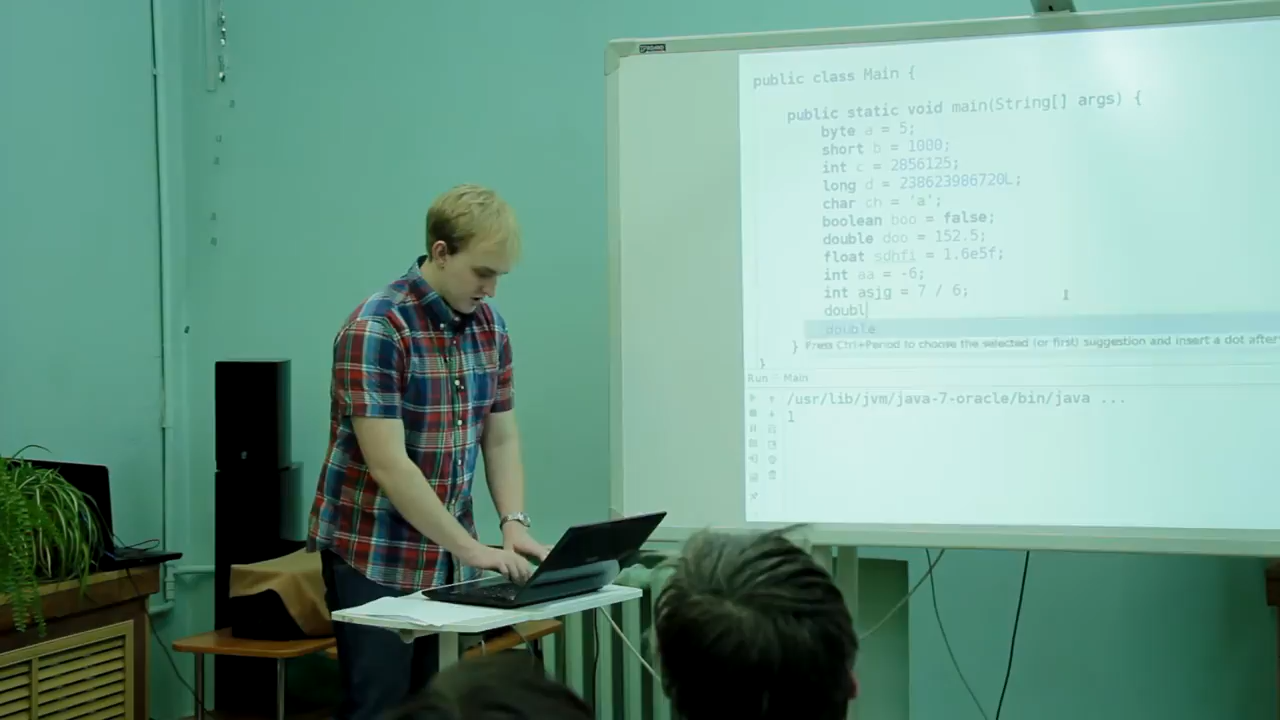 public class Main {
public static void main(String[] args) {
byte a = 5;
short b = 1000;
int c = 2856125;
long d = 238623986720L;
char ch = 'a';
boolean boo = false;
double doo = 152.5;
float sdhfi = 1.6e5f;
int aa = -6;
int asjg = 7 / 6;
doubl
double
} Press Ctrl+Period to choose the selected (or first) suggestion and insert a dot after
}
Run Main
/usr/lib/jvm/java-7-oracle/bin/java ...
1